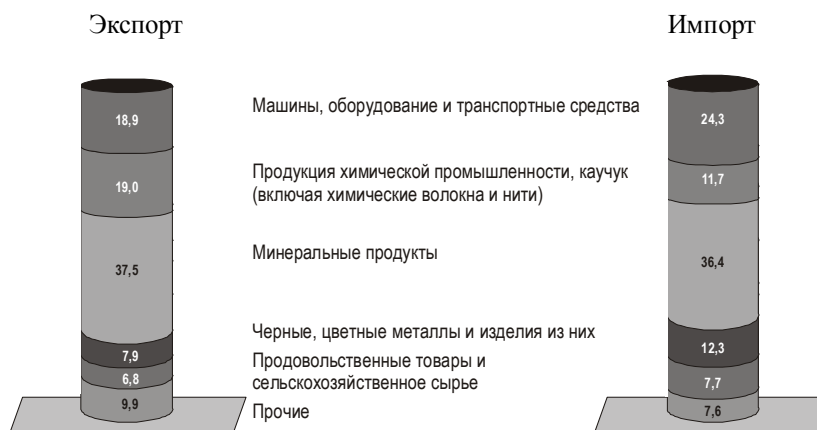 Экспорт
Импорт
18,9
Машины, оборудование и транспортные средства
24,3
19,0
Продукция химической промышленности, каучук
(включая химические волокна и нити)
11,7
37,5
Минеральные продукты
36,4
7,9
Черные, цветные металлы и изделия из них
12,3
6,8
Продовольственные товары и
сельскохозяйственное сырье
7,7
9,9
Прочие
7,6